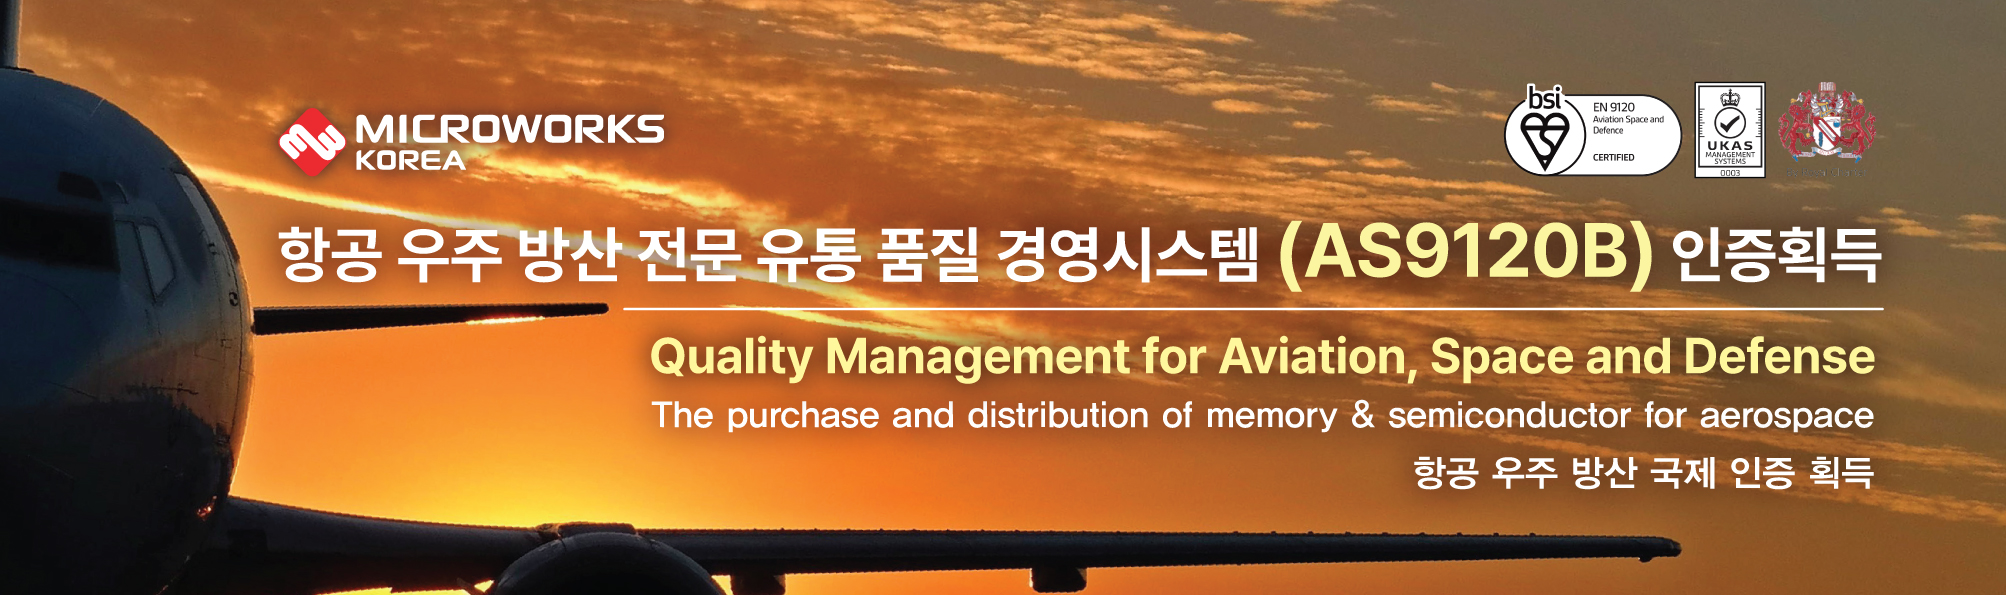 MICROWORKS
KOREA
bsi
EN 9120
Aviation Space and
Defence
CERTIFIED
UKAS
MANAGEMENT
SYSTEMS
0003
항공 우주 방산 전문 유통 품질 경영시스템 (AS9120B) 인증획득
Quality Management for Aviation, Space and Defense
The purchase and distribution of memory & semiconductor for aerospace
항공 우주 방산 국제 인증 획득